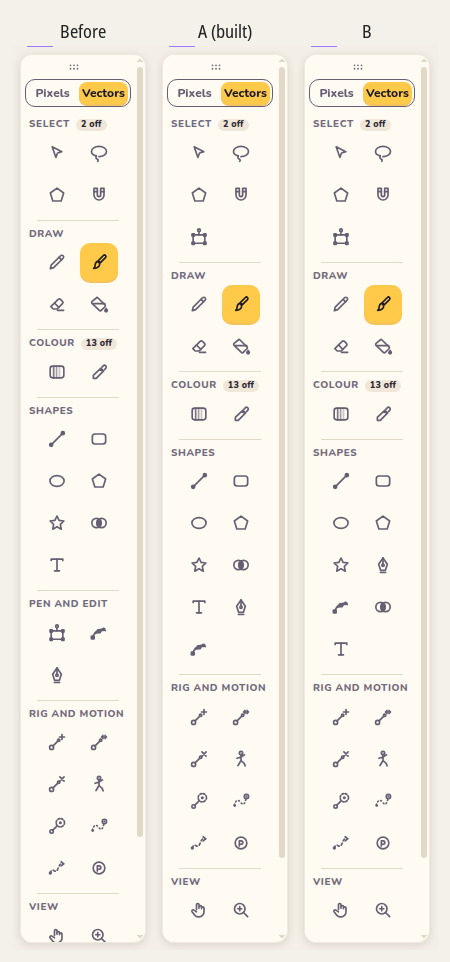 Before
A (built)
B
Pixels Vectors
SELECT 2 off
DRAW
COLOUR 13 off
SHAPES
PEN AND EDIT
RIG AND MOTION
VIEW
Pixels Vectors
SELECT 2 off
DRAW
COLOUR 13 off
SHAPES
RIG AND MOTION
VIEW
Pixels Vectors
SELECT 2 off
DRAW
COLOUR 13 off
SHAPES
RIG AND MOTION
VIEW